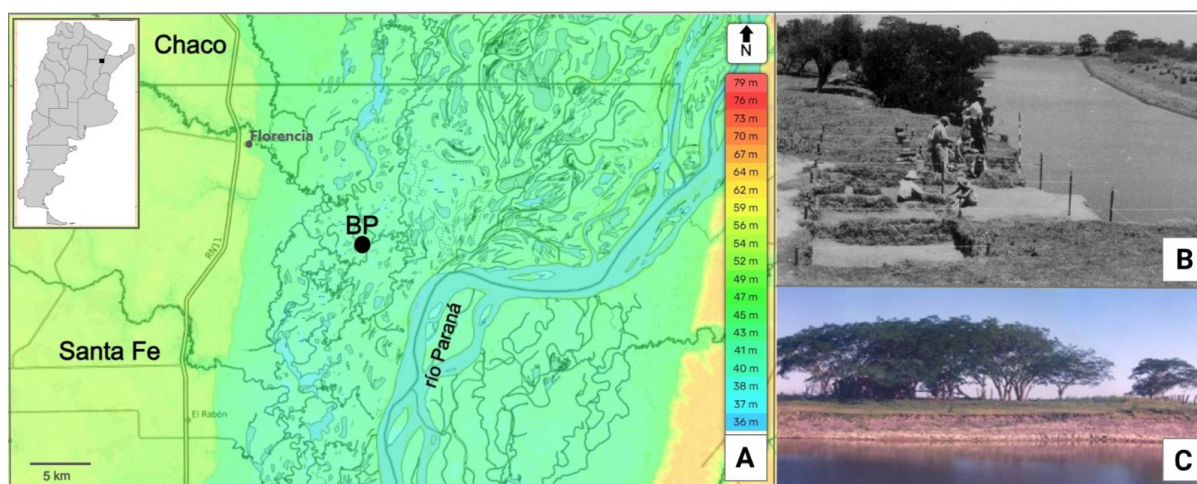 Chaco
N
79 m
76 m
73 m
70 m
67 m
64 m
62 m
59 m
56 m
54 m
52 m
49 m
47 m
45 m
43 m
41 m
40 m
38 m
37 m
36 m
Florencia
RN11
BP
río Paraná
Santa Fe
El Rabón
5 km
A
B
C